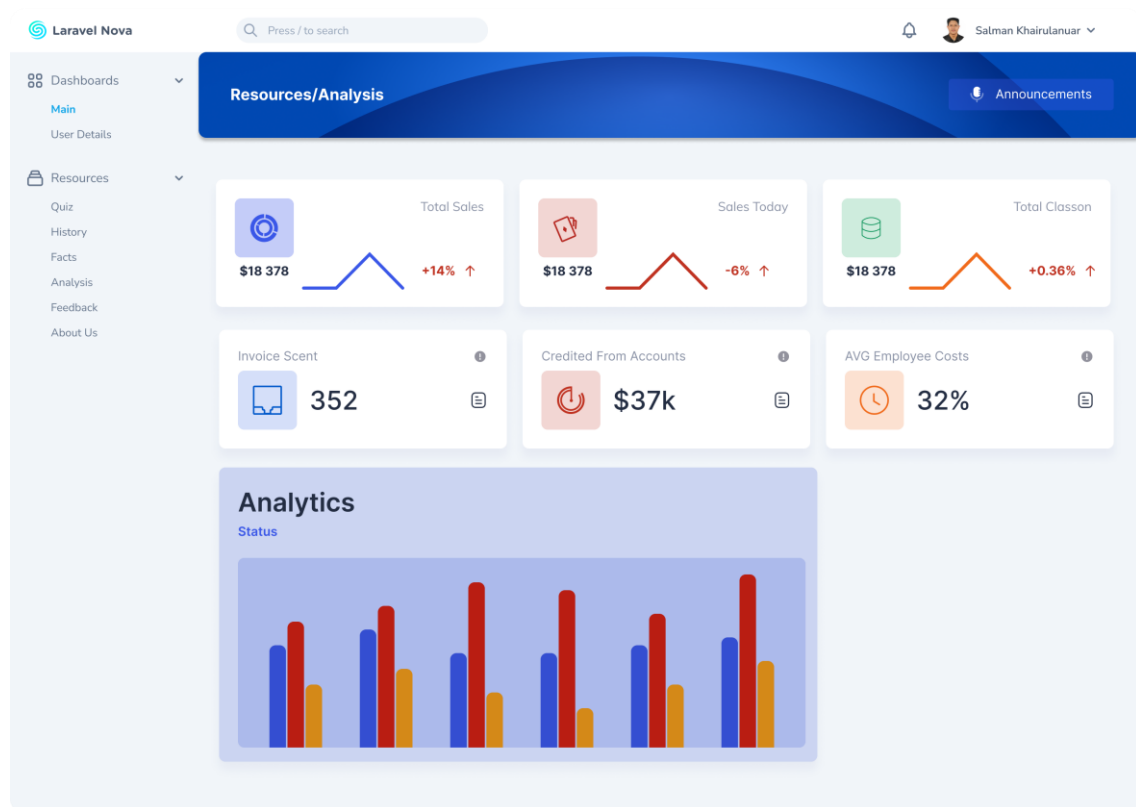 Laravel Nova
Press / to search
Salman Khairulanuar
Dashboards
Main
User Details
Resources
Quiz
History
Facts
Analysis
Feedback
About Us
Resources/Analysis
Announcements
Total Sales
$18 378
+14%
Sales Today
$18 378
-6%
Total Classon
$18 378
+0.36%
Invoice Scent
352
Credited From Accounts
$37k
AVG Employee Costs
32%
Analytics
Status